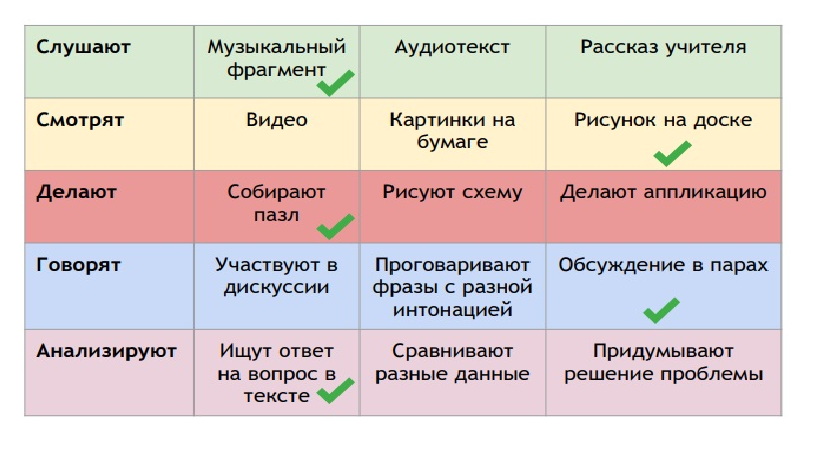 Слушают
Музыкальный
фрагмент
Аудиотекст
Рассказ учителя
Смотрят
Видео
Картинки на
бумаге
Рисунок на доске
Делают
Собирают
пазл
Рисуют схему
Делают аппликацию
Говорят
Участвуют в
дискуссии
Проговаривают
фразы с разной
интонацией
Обсуждение в парах
Анализируют
Ищут ответ
на вопрос в
тексте
Сравнивают
разные данные
Придумывают
решение проблемы